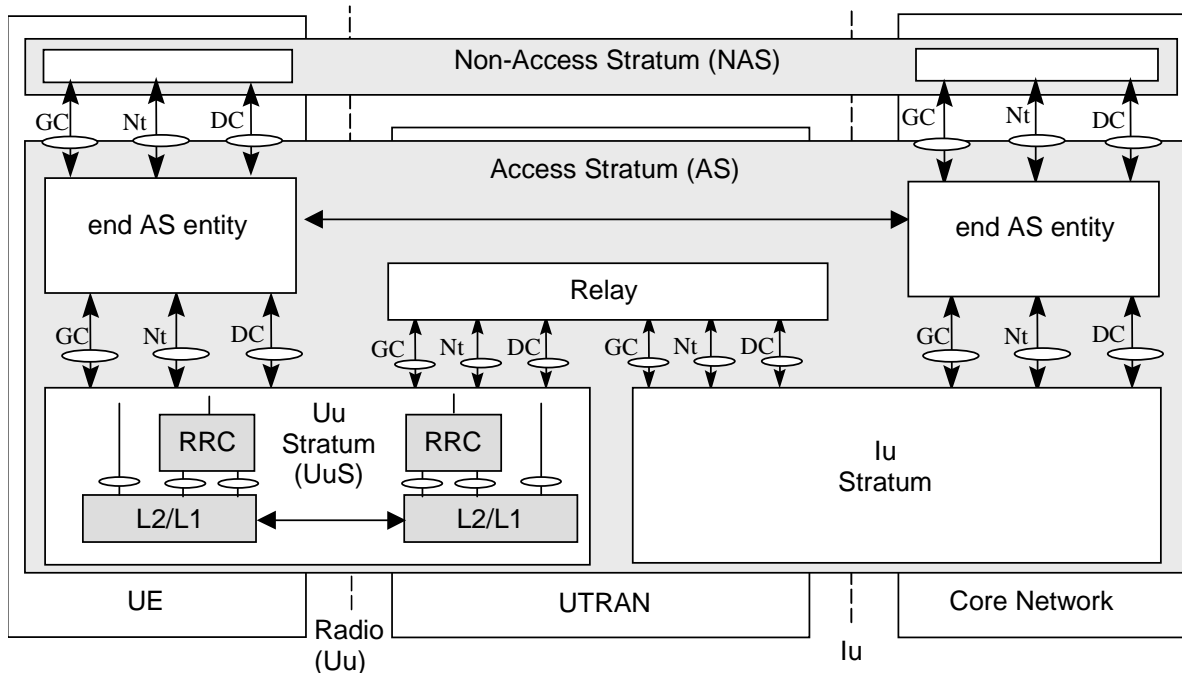 Non-Access Stratum (NAS)
GC Nt DC GC Nt DC
Access Stratum (AS)
end AS entity end AS entity
Relay
GC Nt DC GC Nt DC GC Nt DC GC Nt DC
Uu
Stratum
(UuS)
RRC RRC
Iu
Stratum
L2/L1 L2/L1
UE UTRAN Core Network
Radio
(Uu)
Iu